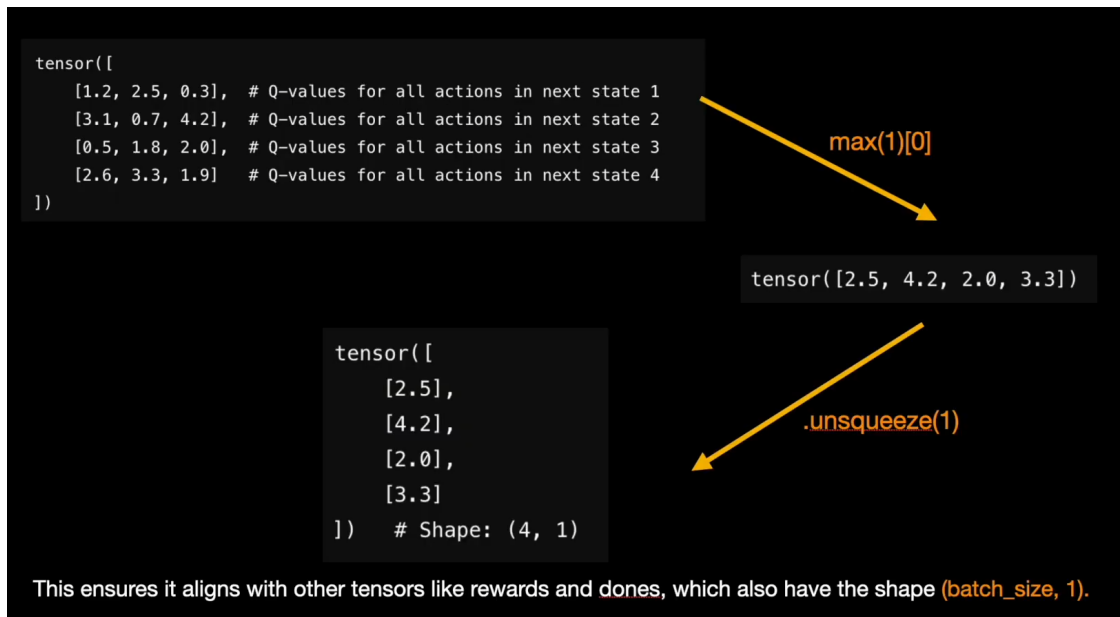 tensor([
    [1.2, 2.5, 0.3],  # Q-values for all actions in next state 1
    [3.1, 0.7, 4.2],  # Q-values for all actions in next state 2
    [0.5, 1.8, 2.0],  # Q-values for all actions in next state 3
    [2.6, 3.3, 1.9]   # Q-values for all actions in next state 4
])
max(1)[0]
tensor([2.5, 4.2, 2.0, 3.3])
.unsqueeze(1)
tensor([
    [2.5],
    [4.2],
    [2.0],
    [3.3]
])   # Shape: (4, 1)
This ensures it aligns with other tensors like rewards and dones, which also have the shape (batch_size, 1).